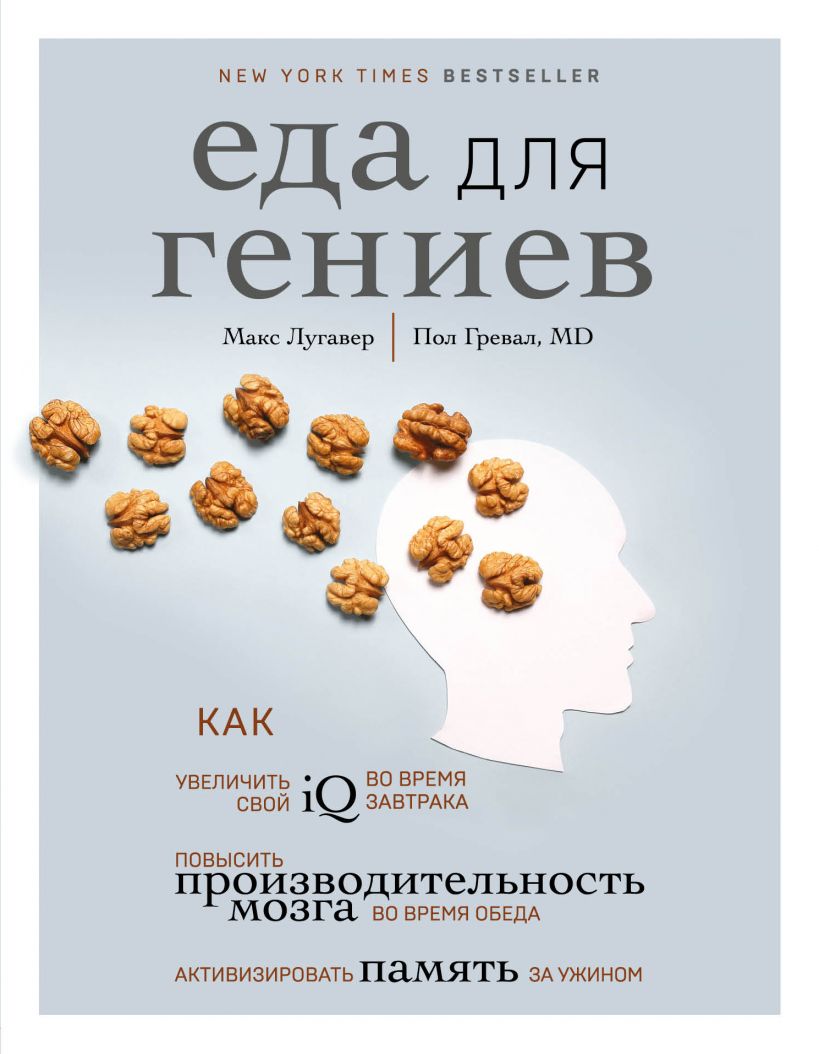 NEW YORK TIMES BESTSELLER
еда для
гениев
Макс Лугавер | Пол Гревал, MD
КАК
УВЕЛИЧИТЬ СВОЙ iQ ВО ВРЕМЯ ЗАВТРАКА
ПОВЫСИТЬ
производительность
мозга ВО ВРЕМЯ ОБЕДА
АКТИВИЗИРОВАТЬ память ЗА УЖИНОМ